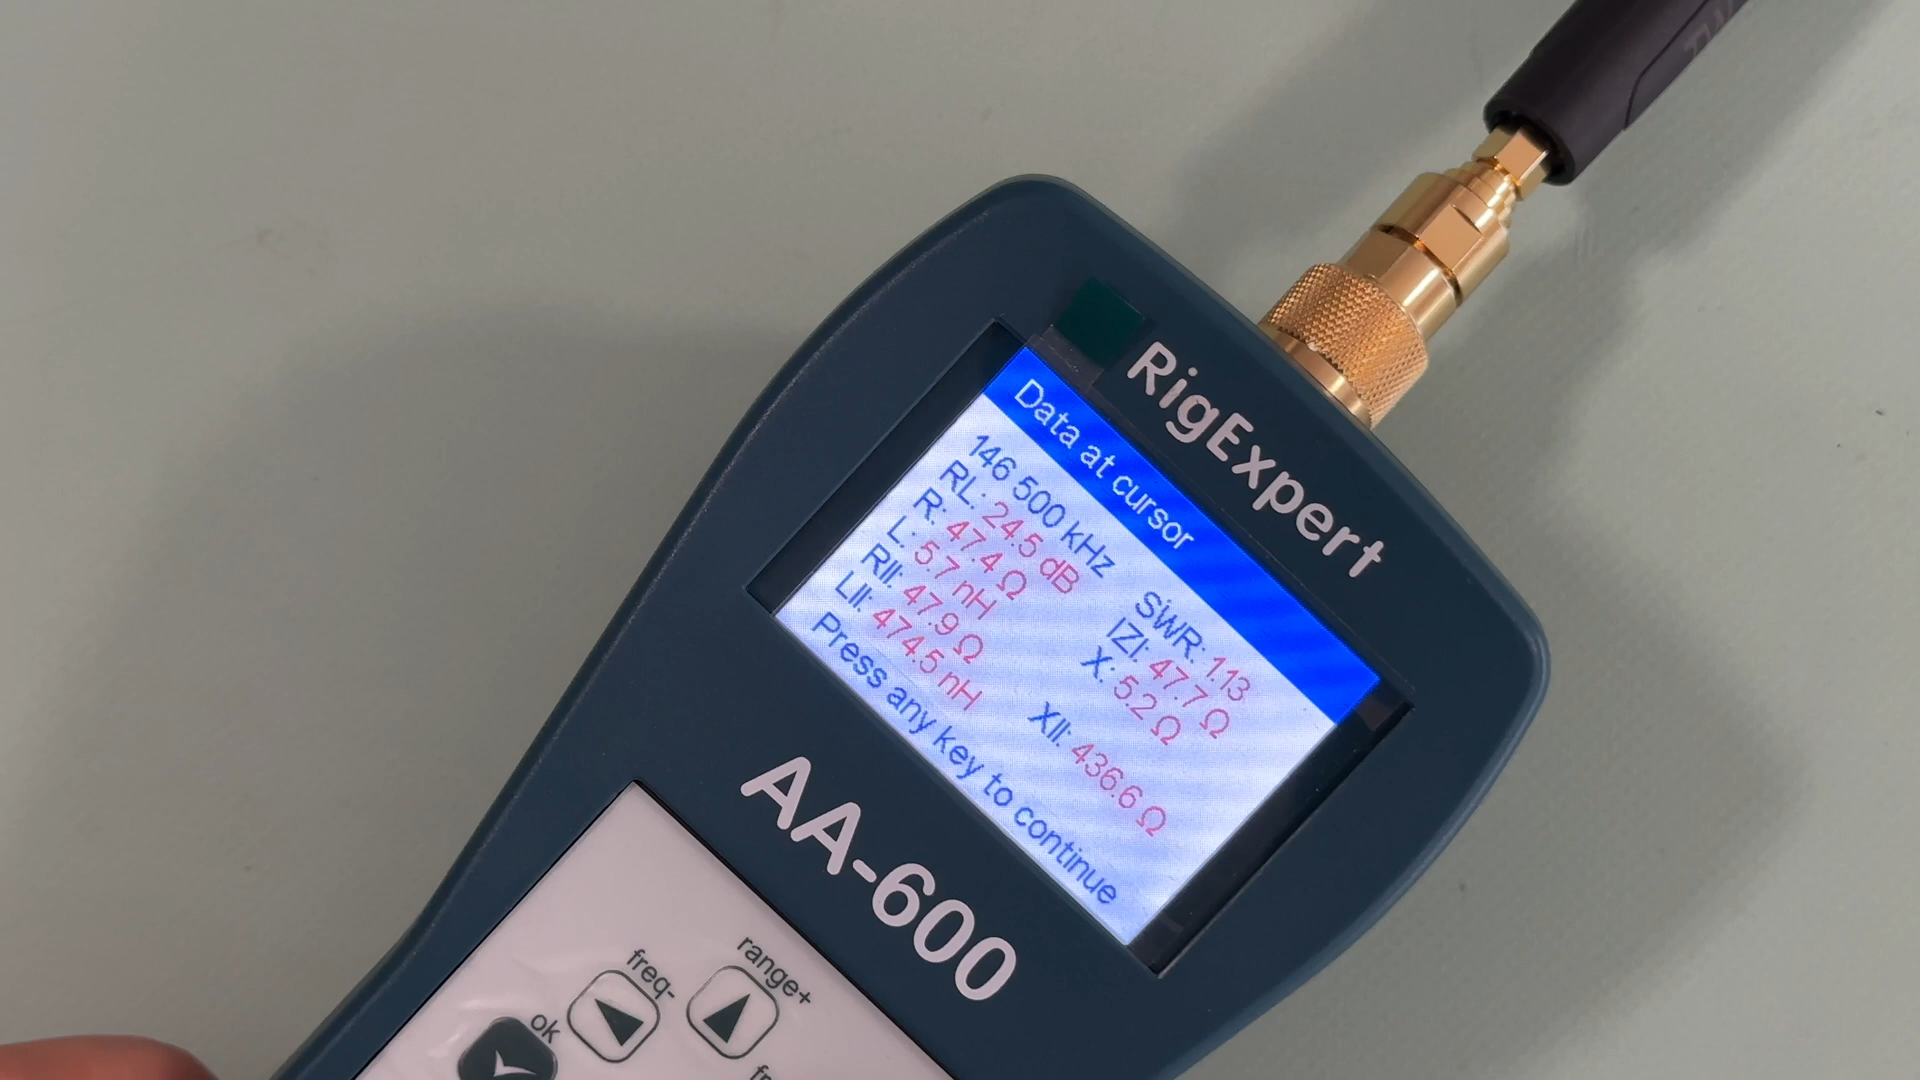 RigExpert
Data at cursor
146 500 kHz
RL: 24.5 dB SWR: 1.13
R: 47.4 Ω |Z|: 47.7 Ω
L: 5.7 nH X: 5.2 Ω
RII: 47.9 Ω
LII: 474.5 nH XII: 436.6 Ω
Press any key to continue
AA-600
range+
freq-
ok